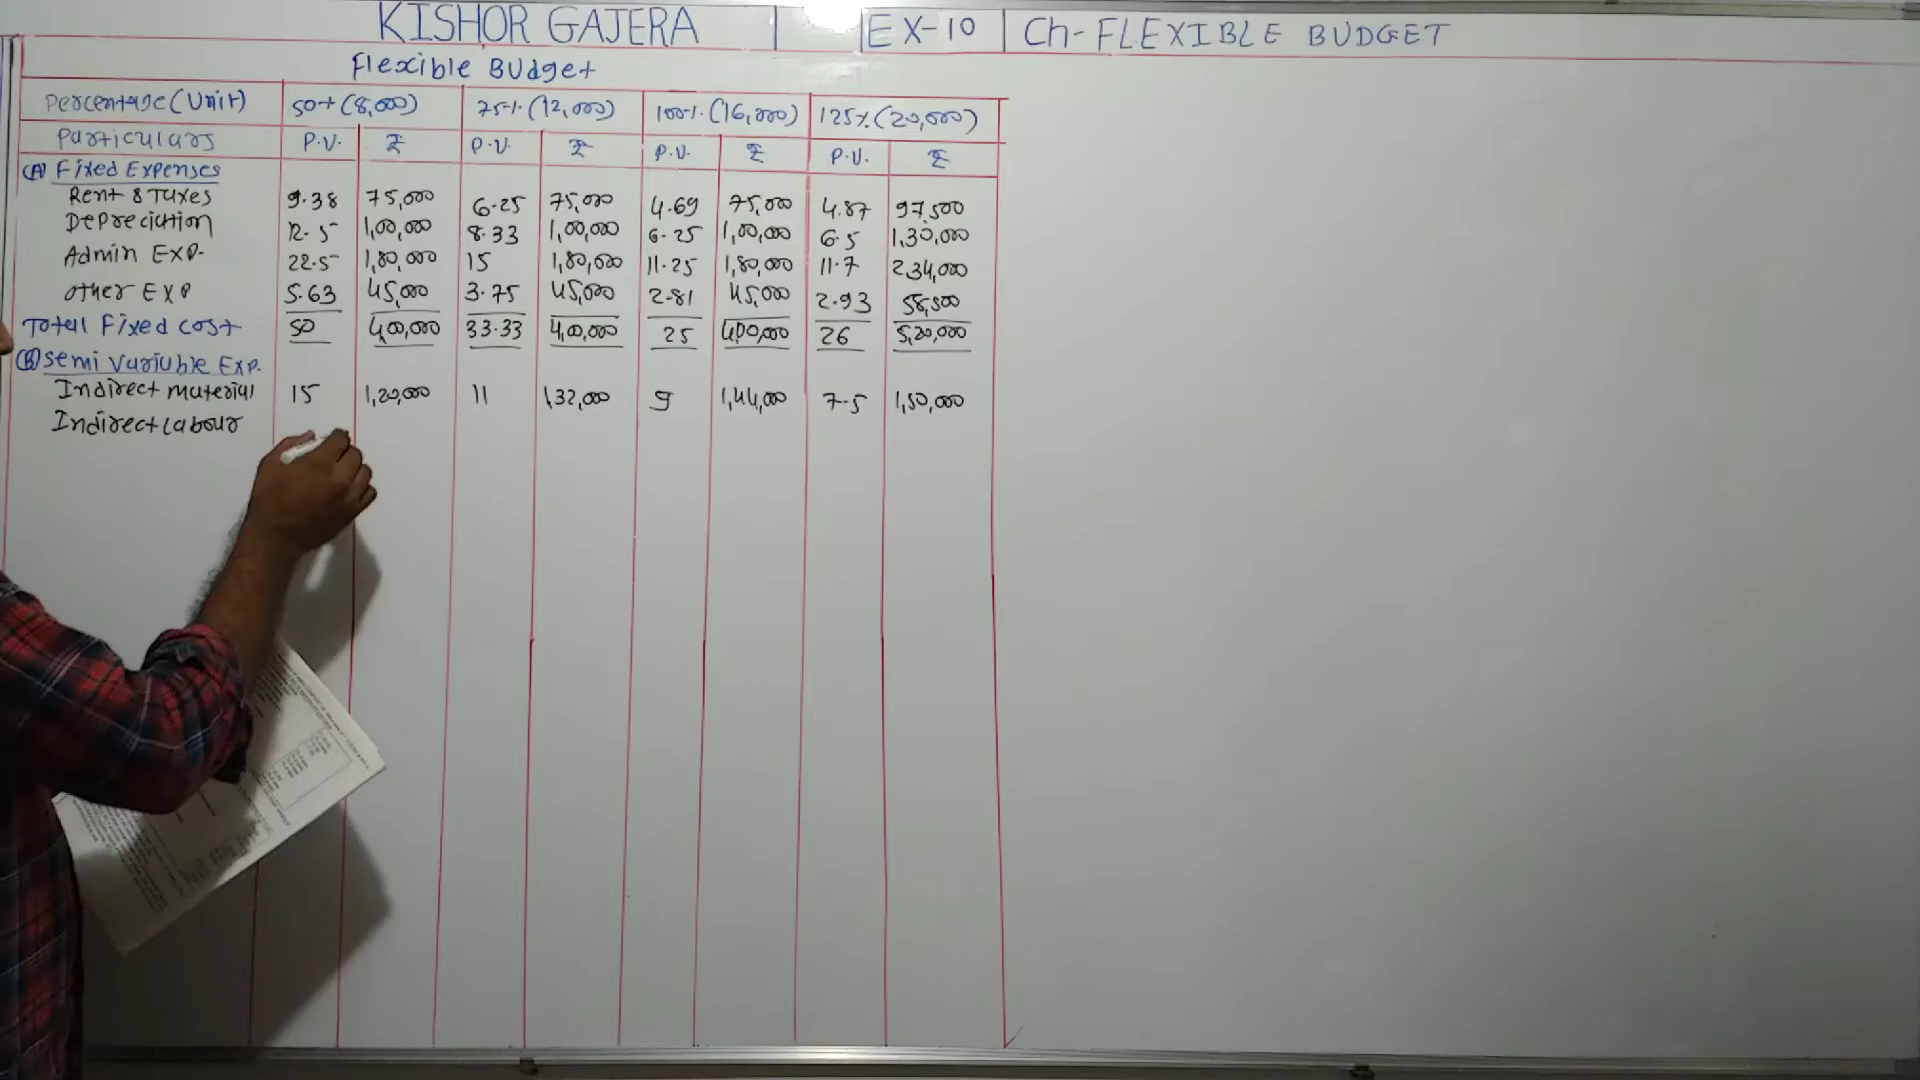 KISHOR GAJERA EX-10 Ch-FLEXIBLE BUDGET
Flexible Budget
Percentage(Unit) 50% (8,000) 75% (12,000) 100% (16,000) 125% (20,000)
Particulars P.U. ₹ P.U. ₹ P.U. ₹ P.U. ₹
(A) Fixed Expenses
Rent & Taxes 9.38 75,000 6.25 75,000 4.69 75,000 4.87 97,500
Depreciation 12.5 1,00,000 8.33 1,00,000 6.25 1,00,000 6.5 1,30,000
Admin Exp. 22.5 1,80,000 15 1,80,000 11.25 1,80,000 11.7 234,000
Other Exp 5.63 45,000 3.75 45,000 2.81 45,000 2.93 58,500
Total Fixed Cost 50 4,00,000 33.33 4,00,000 25 4,00,000 26 5,20,000
(B) Semi Variable Exp.
Indirect material 15 1,20,000 11 1,32,000 9 1,44,000 7.5 1,50,000
Indirect Labour